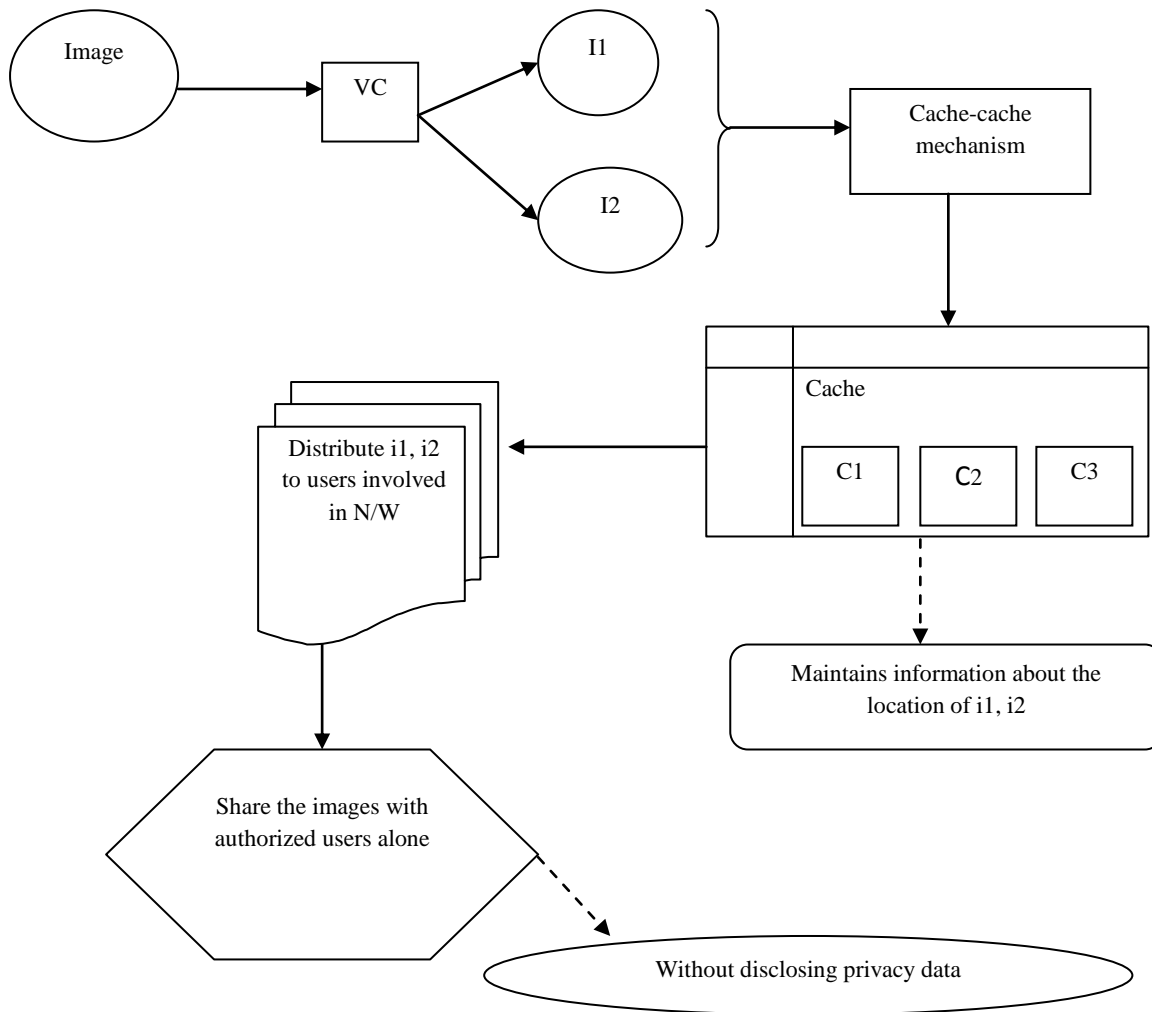 Image
VC
I1
I2
Cache-cache
mechanism
Cache
C1
C2
C3
Distribute i1, i2
to users involved
in N/W
Maintains information about the
location of i1, i2
Share the images with
authorized users alone
Without disclosing privacy data